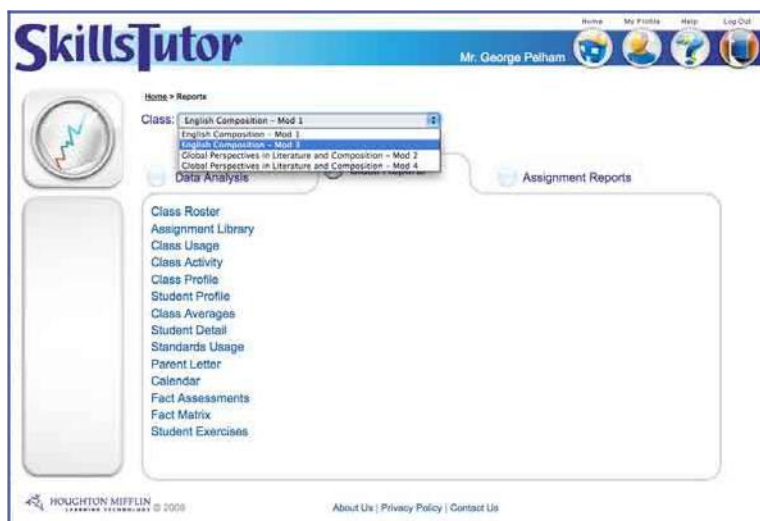 Home My Profile Help Log Out
SkillsTutor
Mr. George Pelham
Home > Reports
Class: English Composition - Mod 1
English Composition - Mod 1
English Composition - Mod 3
Global Perspectives in Literature and Composition - Mod 2
Global Perspectives in Literature and Composition - Mod 4
Data Analysis
Assignment Reports
Class Roster
Assignment Library
Class Usage
Class Activity
Class Profile
Student Profile
Class Averages
Student Detail
Standards Usage
Parent Letter
Calendar
Fact Assessments
Fact Matrix
Student Exercises
HOUGHTON MIFFLIN
LEARNING TECHNOLOGY © 2008
About Us | Privacy Policy | Contact Us